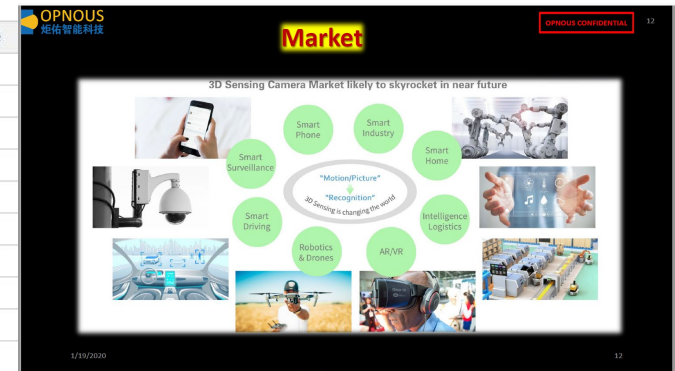 OPNOUS
炬佑智能科技
Market
OPNOUS CONFIDENTIAL
12
3D Sensing Camera Market likely to skyrocket in near future
Smart
Phone
Smart
Industry
Smart
Surveillance
Smart
Home
"Motion/Picture"
"Recognition"
3D Sensing is changing the world
Smart
Driving
Intelligence
Logistics
Robotics
& Drones
AR/VR
1/19/2020
12